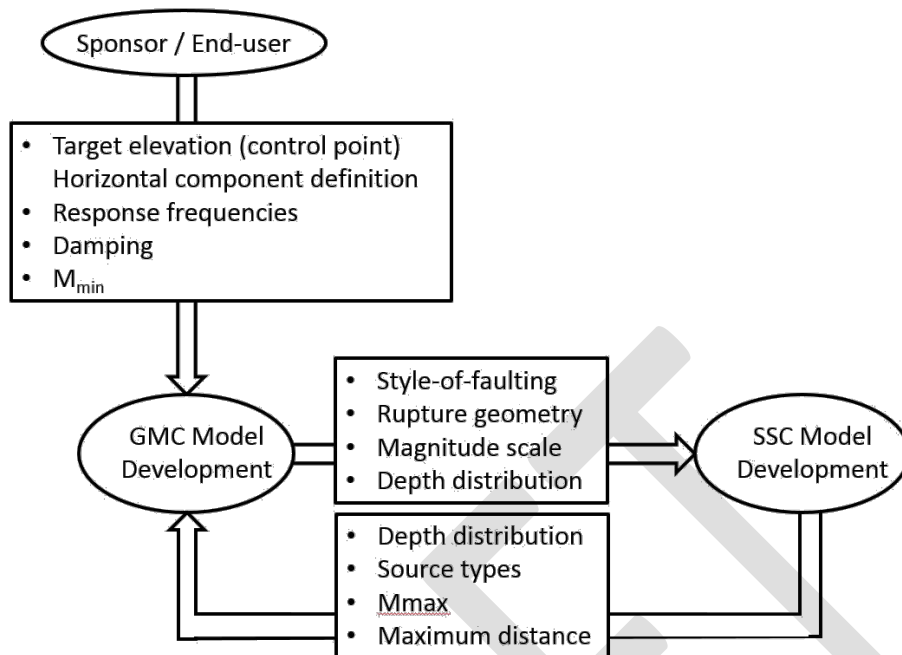 Sponsor / End-user
• Target elevation (control point)
Horizontal component definition
• Response frequencies
• Damping
• Mmin
GMC Model
Development
• Style-of-faulting
• Rupture geometry
• Magnitude scale
• Depth distribution
SSC Model
Development
• Depth distribution
• Source types
• Mmax
• Maximum distance